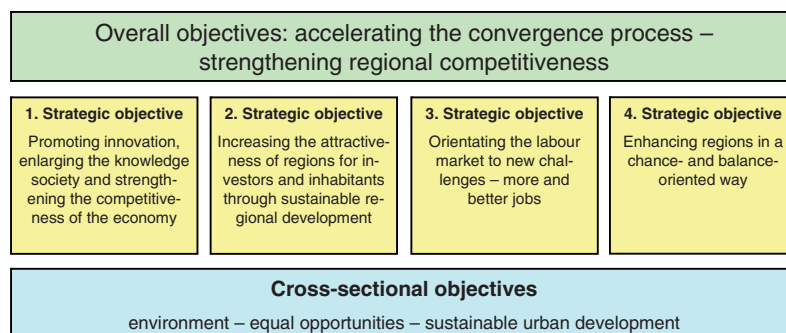 Overall objectives: accelerating the convergence process –
strengthening regional competitiveness
1. Strategic objective
Promoting innovation,
enlarging the knowledge
society and strength-
ening the competitive-
ness of the economy
2. Strategic objective
Increasing the attractive-
ness of regions for in-
vestors and inhabitants
through sustainable re-
gional development
3. Strategic objective
Orientating the labour
market to new chal-
lenges – more and
better jobs
4. Strategic objective
Enhancing regions in a
chance- and balance-
oriented way
Cross-sectional objectives
environment – equal opportunities – sustainable urban development